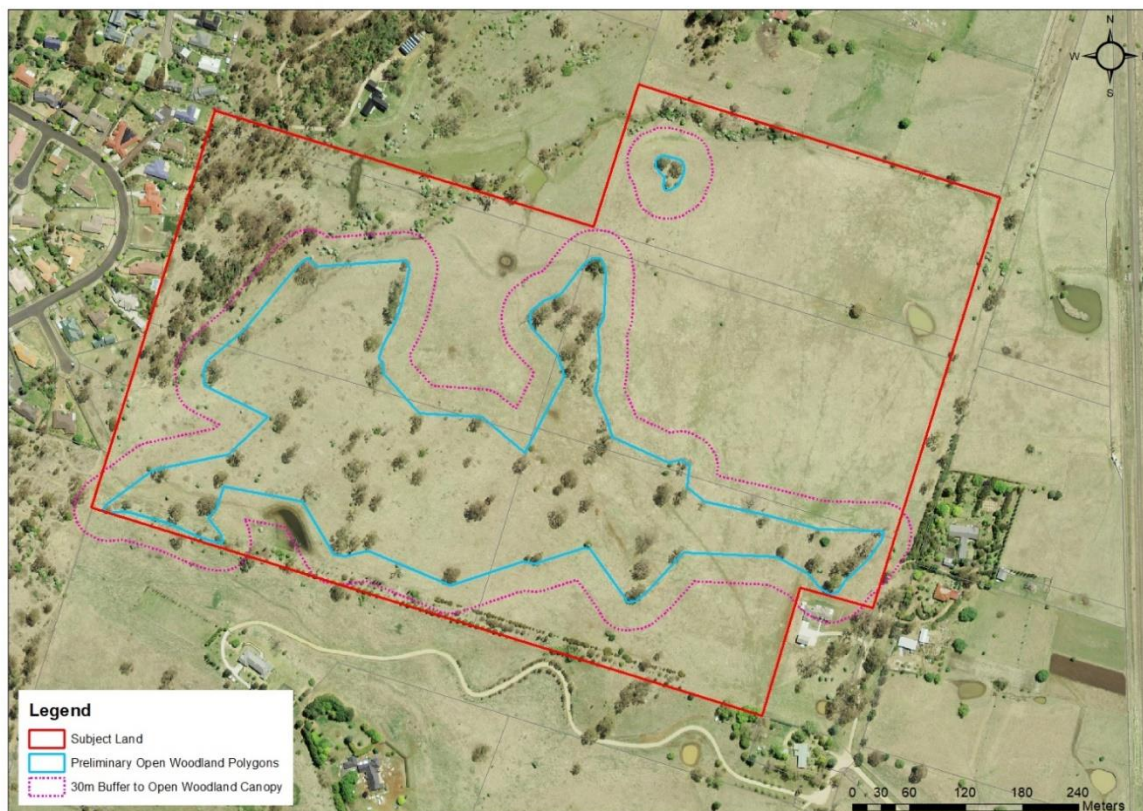 N
W
S
Legend
Subject Land
Preliminary Open Woodland Polygons
30m Buffer to Open Woodland Canopy
0 30 60 120 180 240
Meters